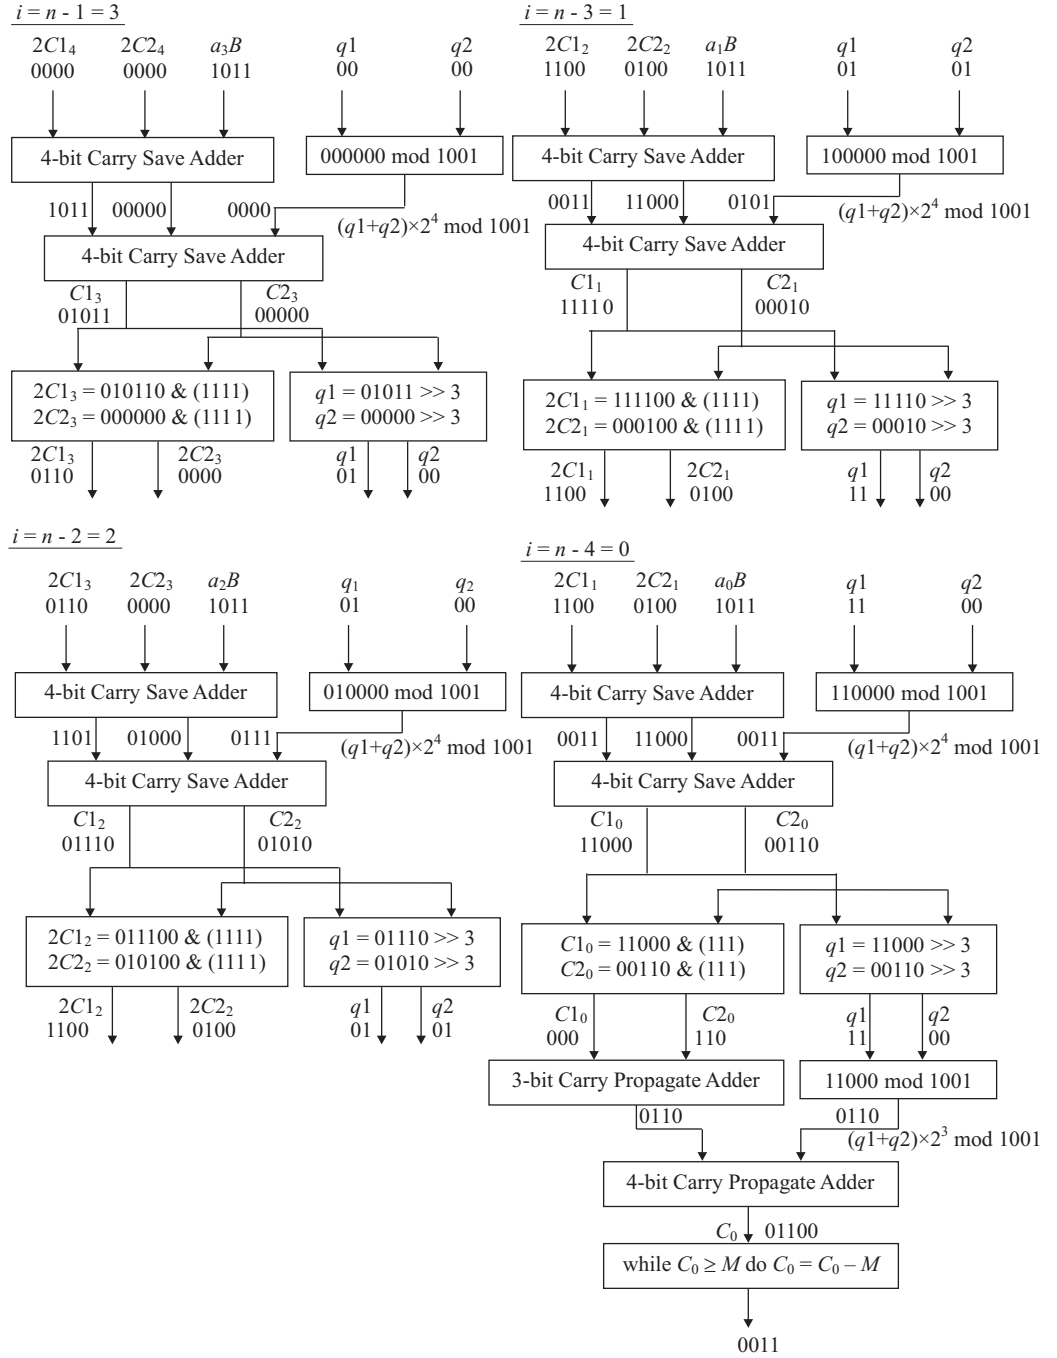 i = n - 1 = 3
2C1₄ 2C2₄ a₃B q1 q2
0000 0000 1011 00 00
4-bit Carry Save Adder 000000 mod 1001
1011 00000 0000 (q1+q2)×2⁴ mod 1001
4-bit Carry Save Adder
C1₃ C2₃
01011 00000
2C1₃ = 010110 & (1111) q1 = 01011 >> 3
2C2₃ = 000000 & (1111) q2 = 00000 >> 3
2C1₃ 2C2₃ q1 q2
0110 0000 01 00
i = n - 2 = 2
2C1₃ 2C2₃ a₂B q₁ q₂
0110 0000 1011 01 00
4-bit Carry Save Adder 010000 mod 1001
1101 01000 0111 (q1+q2)×2⁴ mod 1001
4-bit Carry Save Adder
C1₂ C2₂
01110 01010
2C1₂ = 011100 & (1111) q1 = 01110 >> 3
2C2₂ = 010100 & (1111) q2 = 01010 >> 3
2C1₂ 2C2₂ q1 q2
1100 0100 01 01
i = n - 3 = 1
2C1₂ 2C2₂ a₁B q1 q2
1100 0100 1011 01 01
4-bit Carry Save Adder 100000 mod 1001
0011 11000 0101 (q1+q2)×2⁴ mod 1001
4-bit Carry Save Adder
C1₁ C2₁
11110 00010
2C1₁ = 111100 & (1111) q1 = 11110 >> 3
2C2₁ = 000100 & (1111) q2 = 00010 >> 3
2C1₁ 2C2₁ q1 q2
1100 0100 11 00
i = n - 4 = 0
2C1₁ 2C2₁ a₀B q1 q2
1100 0100 1011 11 00
4-bit Carry Save Adder 110000 mod 1001
0011 11000 0011 (q1+q2)×2⁴ mod 1001
4-bit Carry Save Adder
C1₀ C2₀
11000 00110
C1₀ = 11000 & (111) q1 = 11000 >> 3
C2₀ = 00110 & (111) q2 = 00110 >> 3
C1₀ C2₀ q1 q2
000 110 11 00
3-bit Carry Propagate Adder 11000 mod 1001
0110 0110
(q1+q2)×2³ mod 1001
4-bit Carry Propagate Adder
C₀ 01100
while C₀ ≥ M do C₀ = C₀ – M
0011